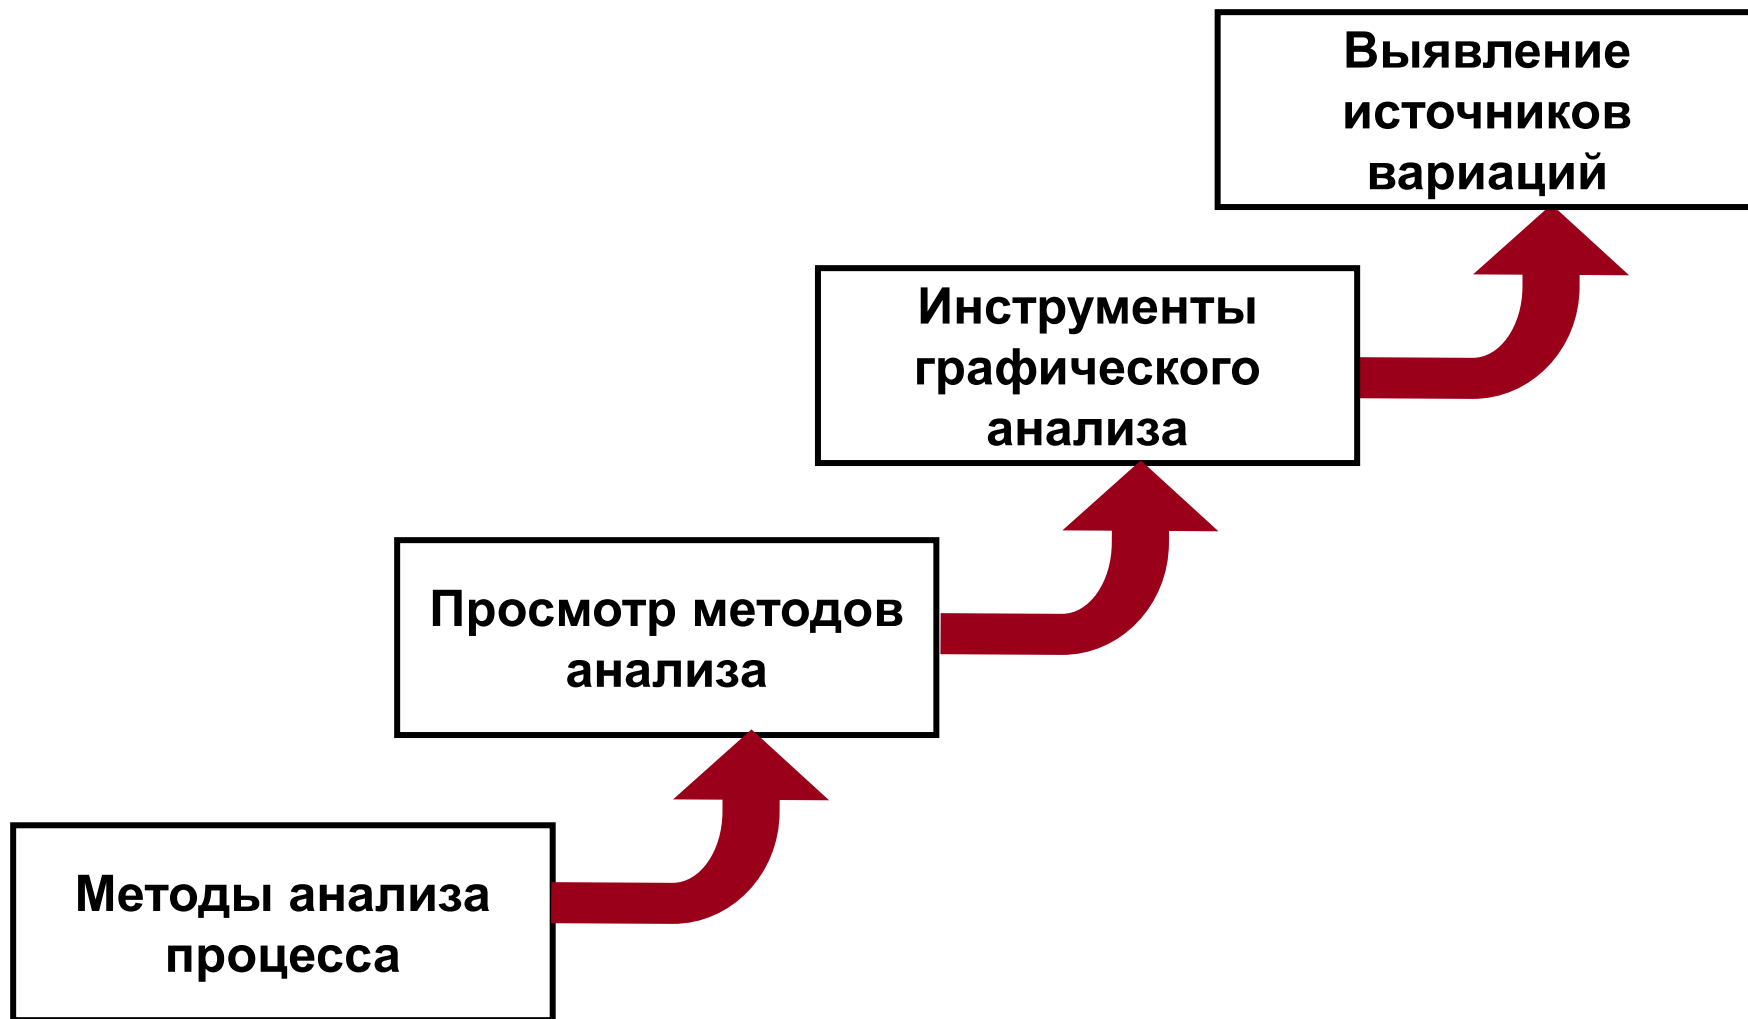 Выявление
источников
вариаций
Инструменты
графического
анализа
Просмотр методов
анализа
Методы анализа
процесса